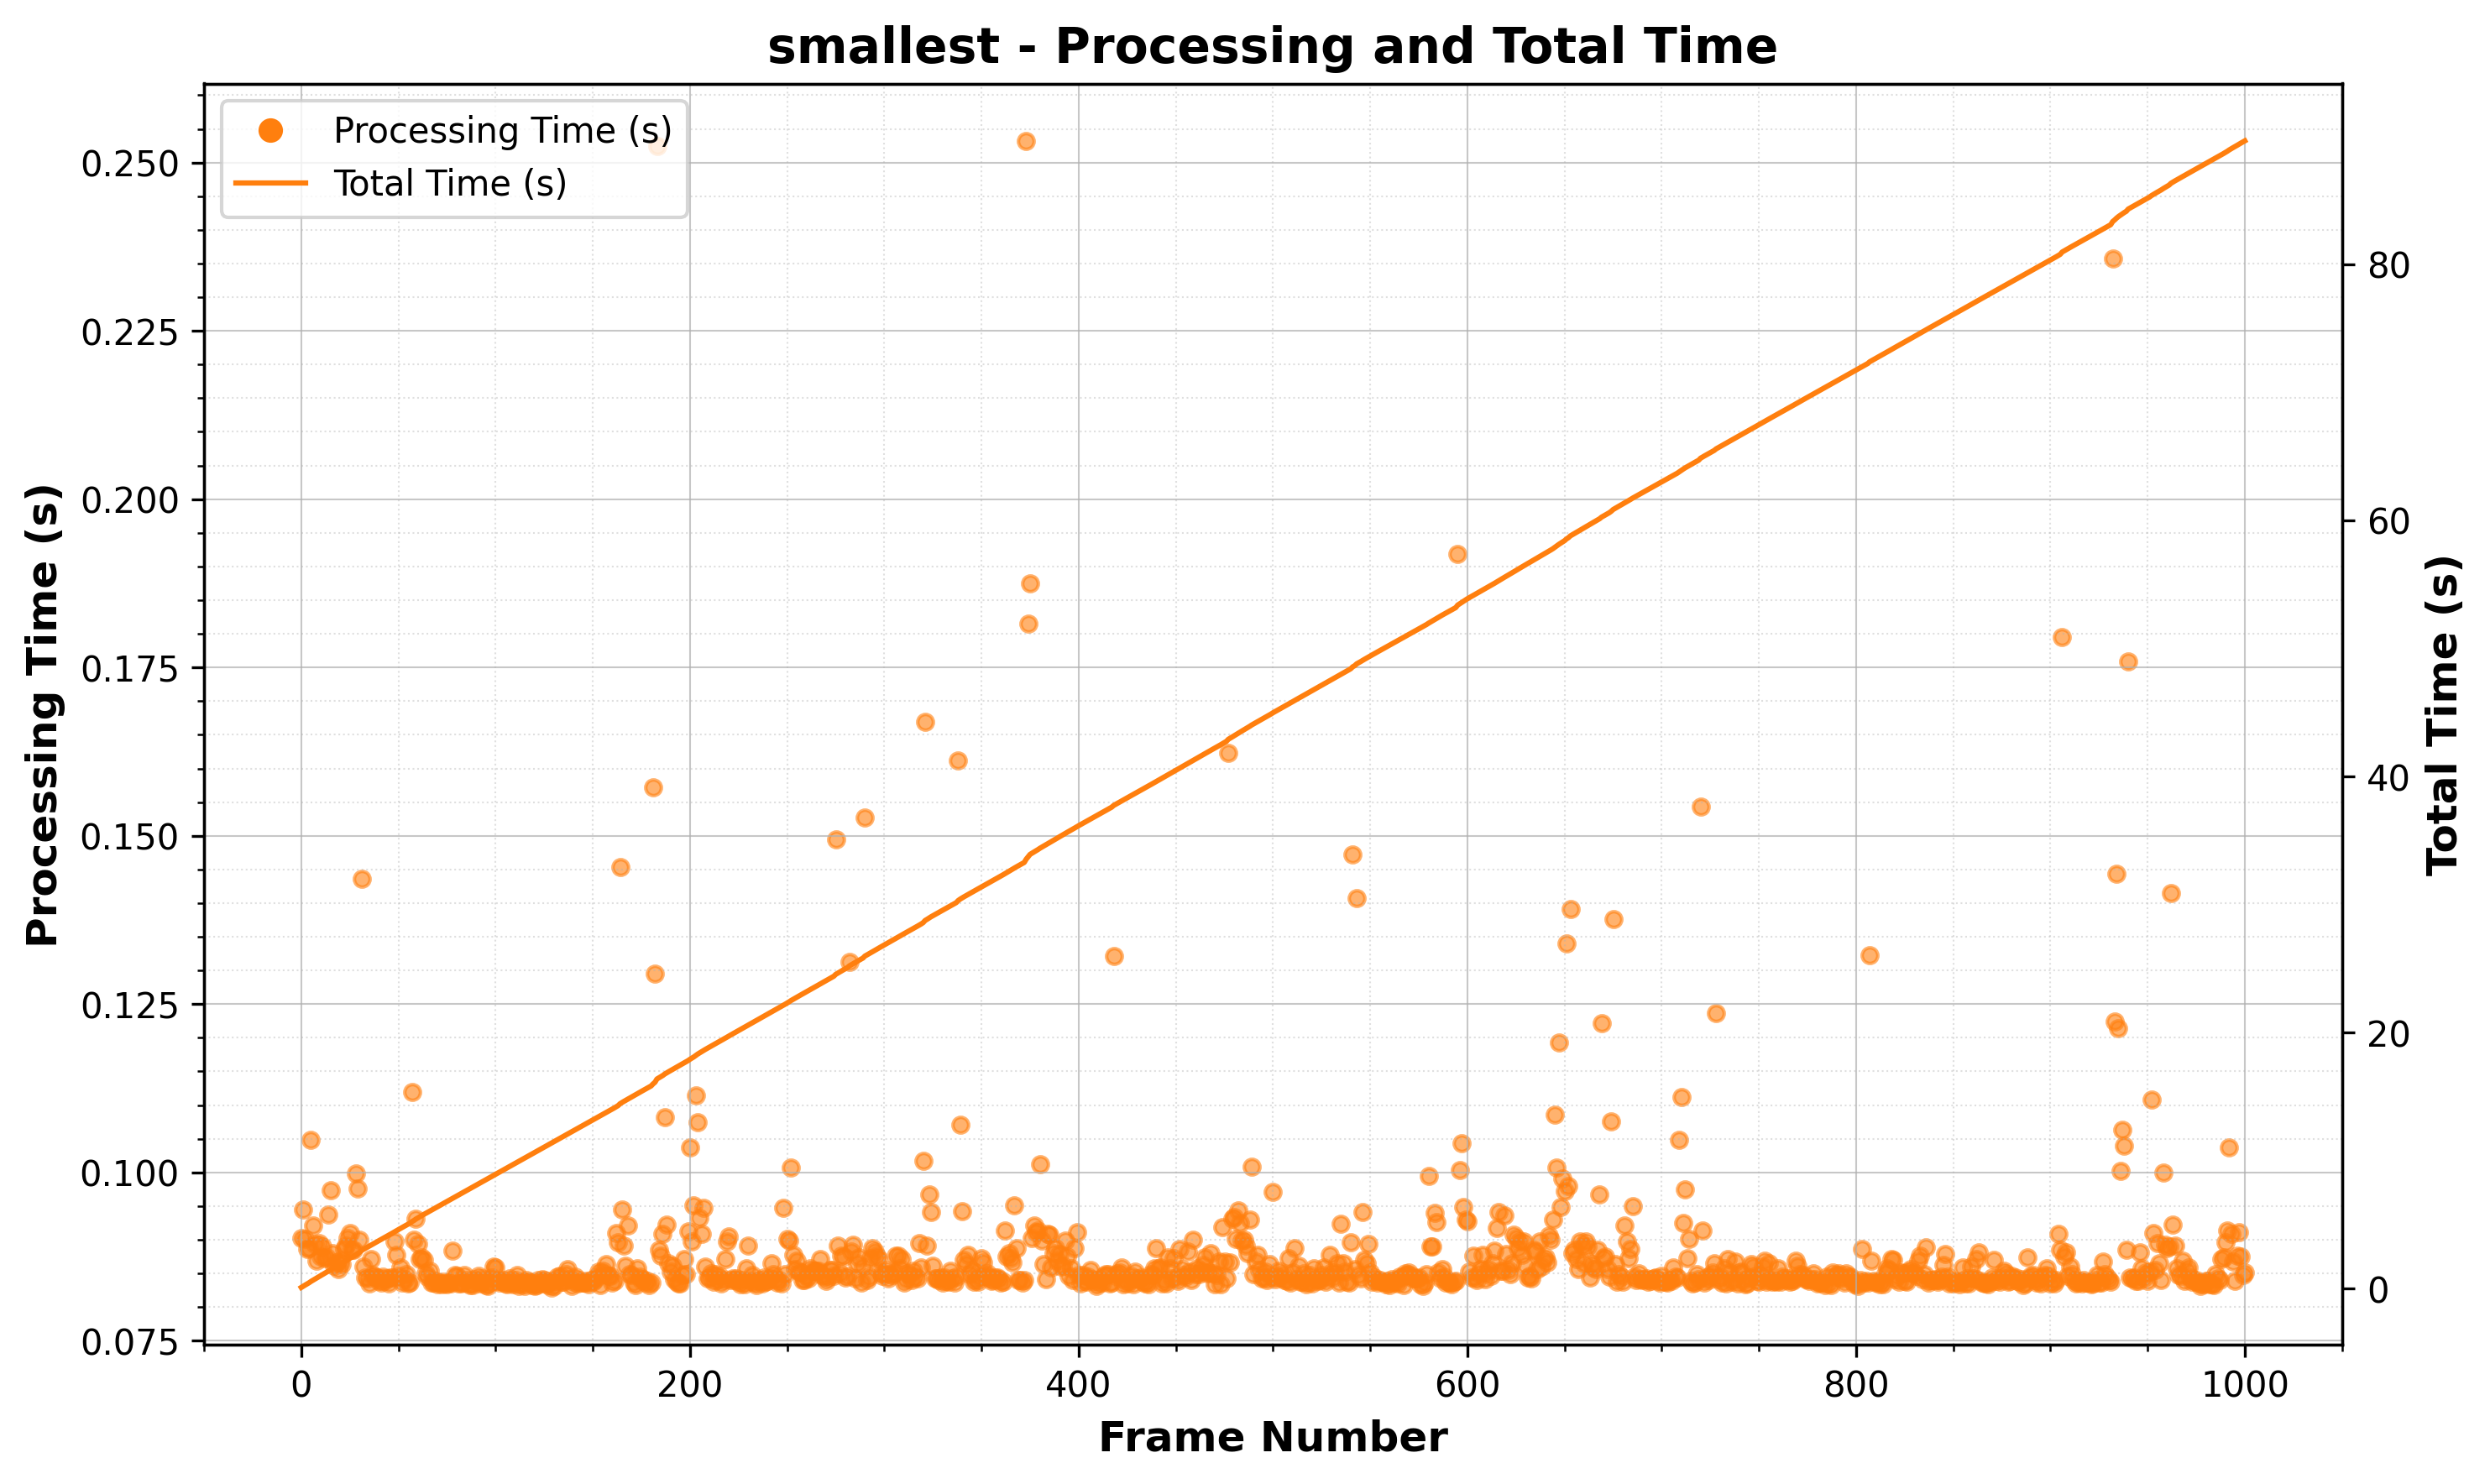 smallest - Processing and Total Time
Processing Time (s)
Total Time (s)
0.250
0.225
0.200
0.175
0.150
0.125
0.100
0.075
Processing Time (s)
80
60
40
20
0
Total Time (s)
0 200 400 600 800 1000
Frame Number